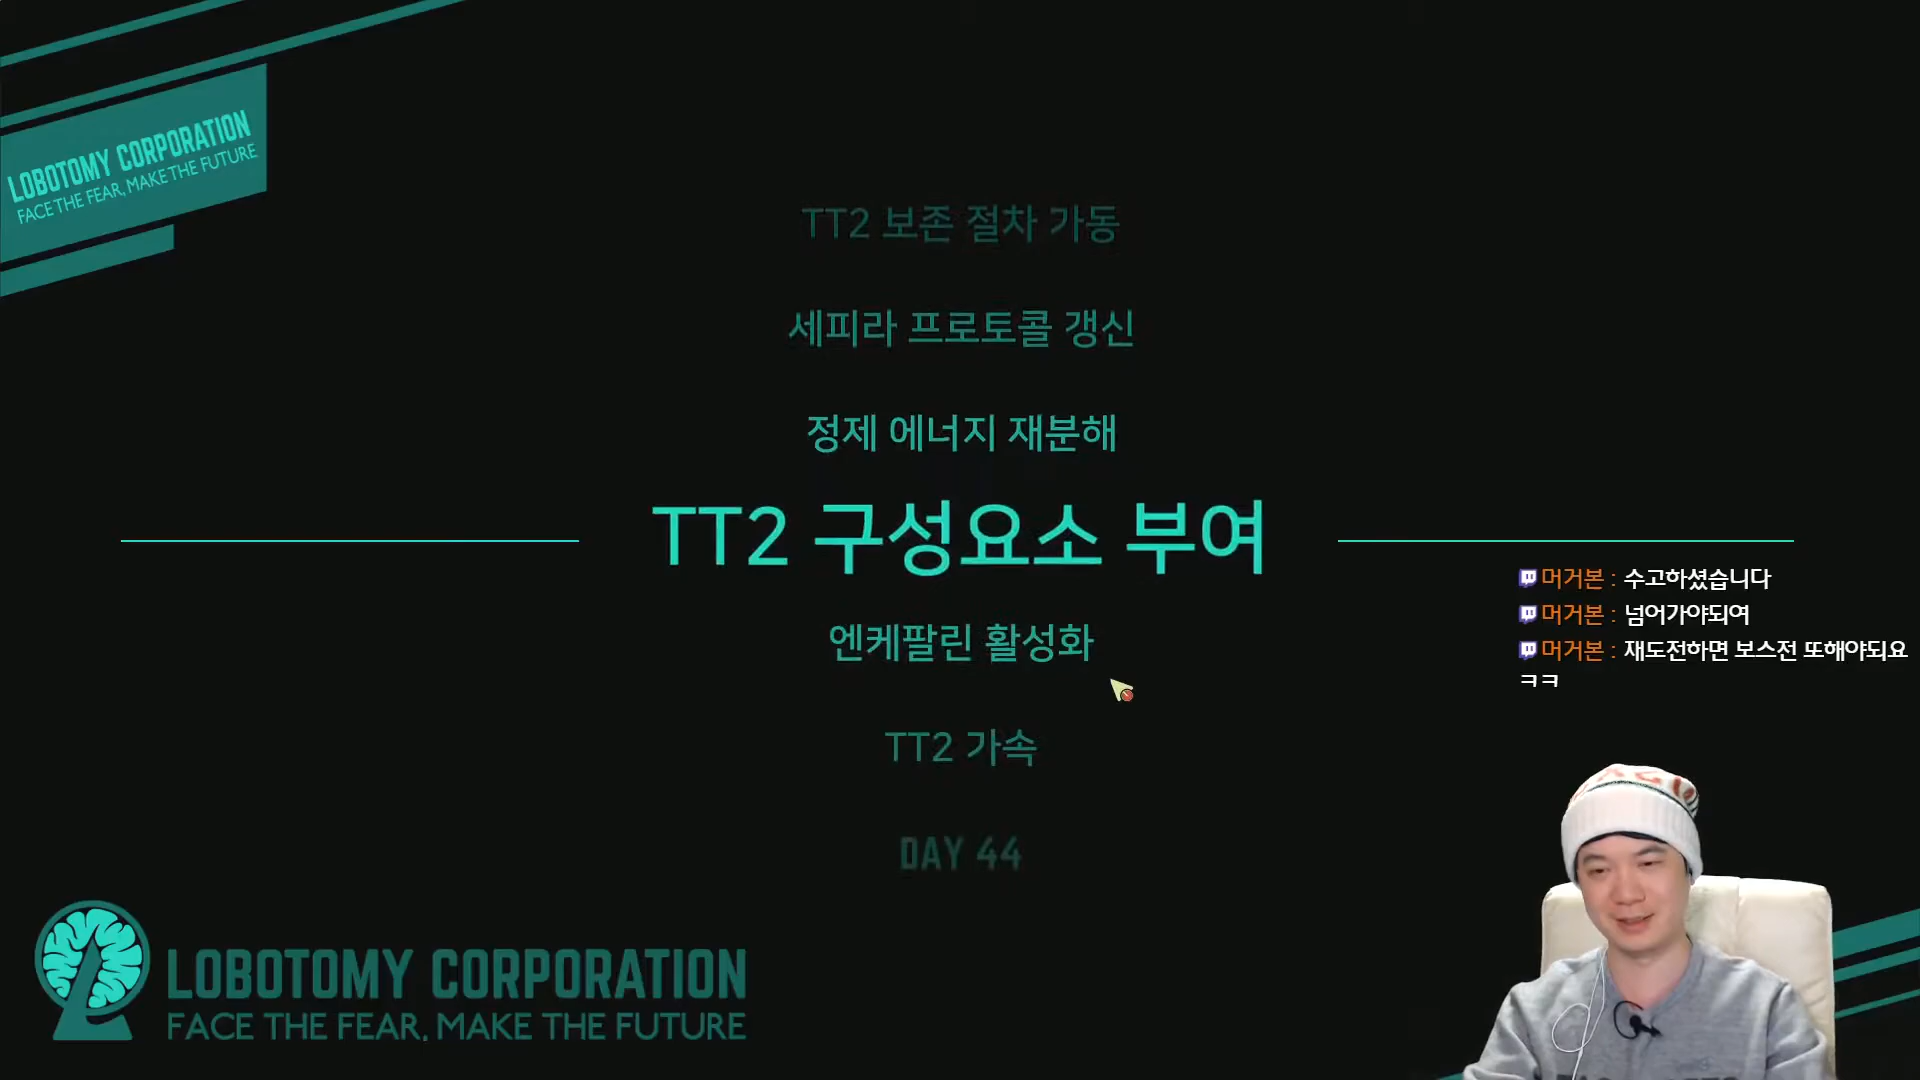 LOBOTOMY CORPORATION
FACE THE FEAR, MAKE THE FUTURE
TT2 보존 절차 가동
세피라 프로토콜 갱신
정제 에너지 재분해
TT2 구성요소 부여
엔케팔린 활성화
TT2 가속
DAY 44
머거본 : 수고하셨습니다
머거본 : 넘어가야되여
머거본 : 재도전하면 보스전 또해야되요
ㅋㅋ
LOBOTOMY CORPORATION
FACE THE FEAR, MAKE THE FUTURE